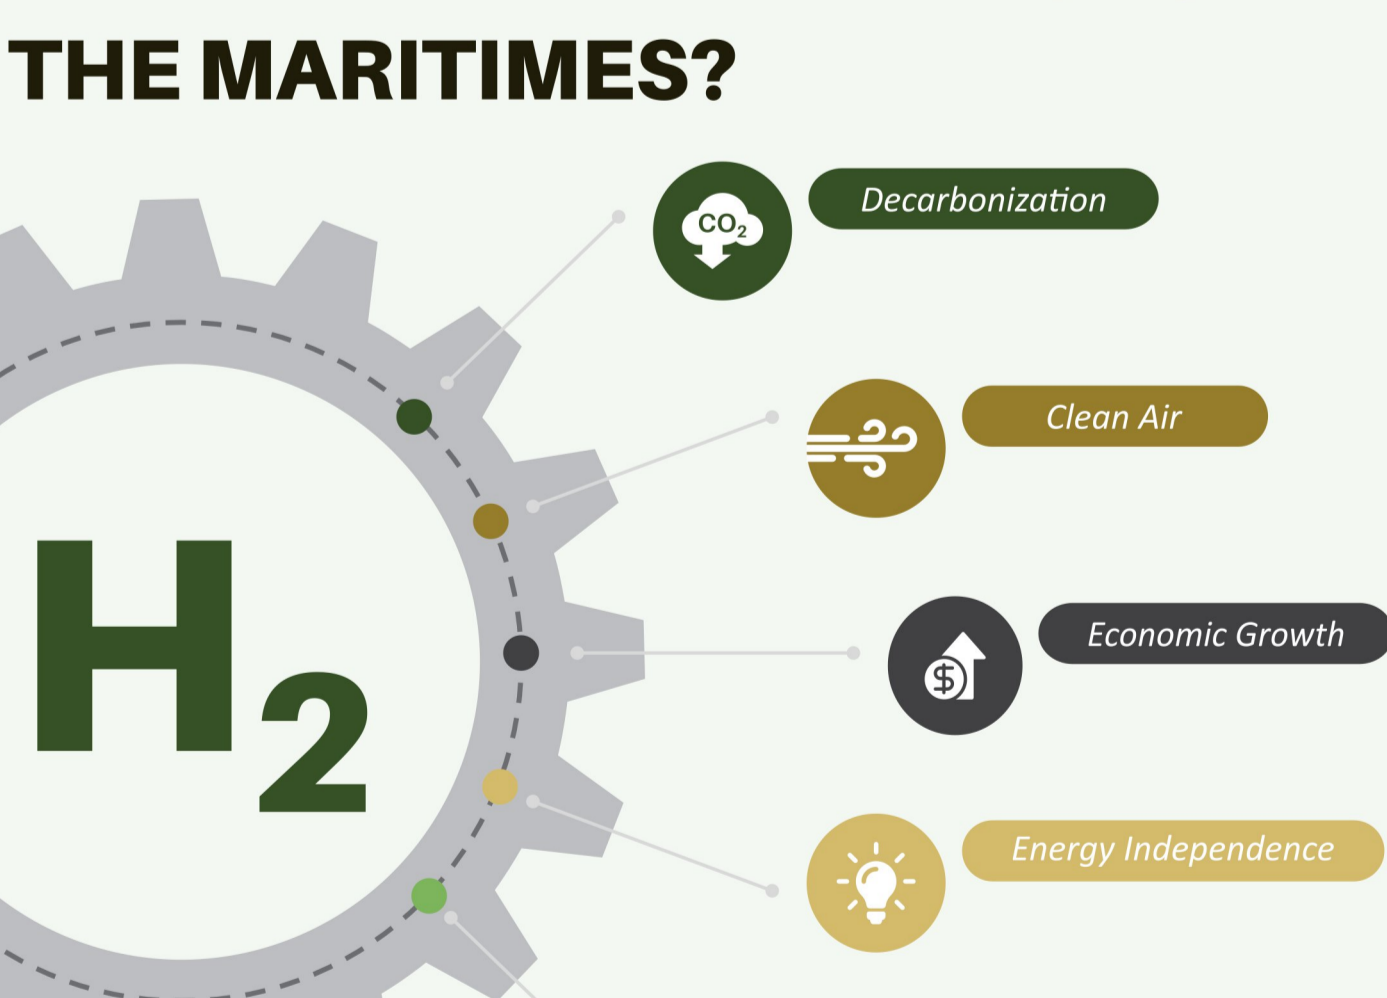 THE MARITIMES?
CO₂
Decarbonization
Clean Air
H₂
$
Economic Growth
Energy Independence